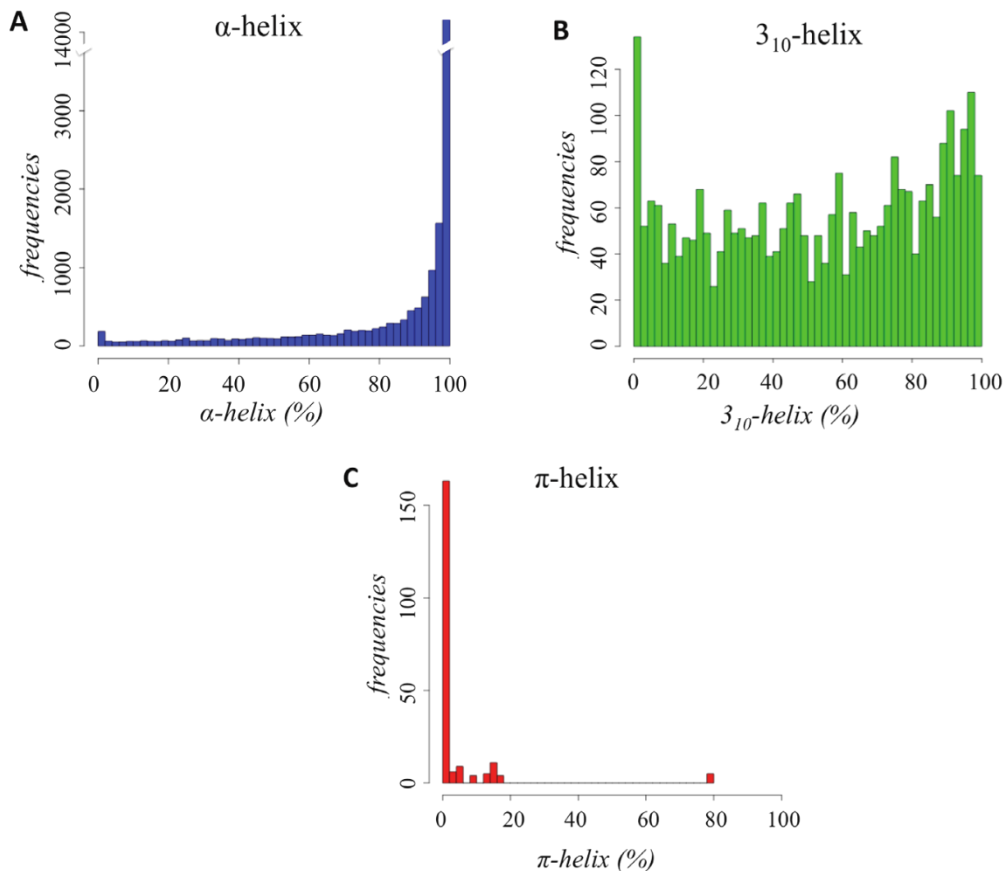 A
α-helix
frequencies
0
1000
2000
3000
14000
0 20 40 60 80 100
α-helix (%)
B
3₁₀-helix
frequencies
0
20
40
60
80
100
120
0 20 40 60 80 100
3₁₀-helix (%)
C
π-helix
frequencies
0
50
100
150
0 20 40 60 80 100
π-helix (%)